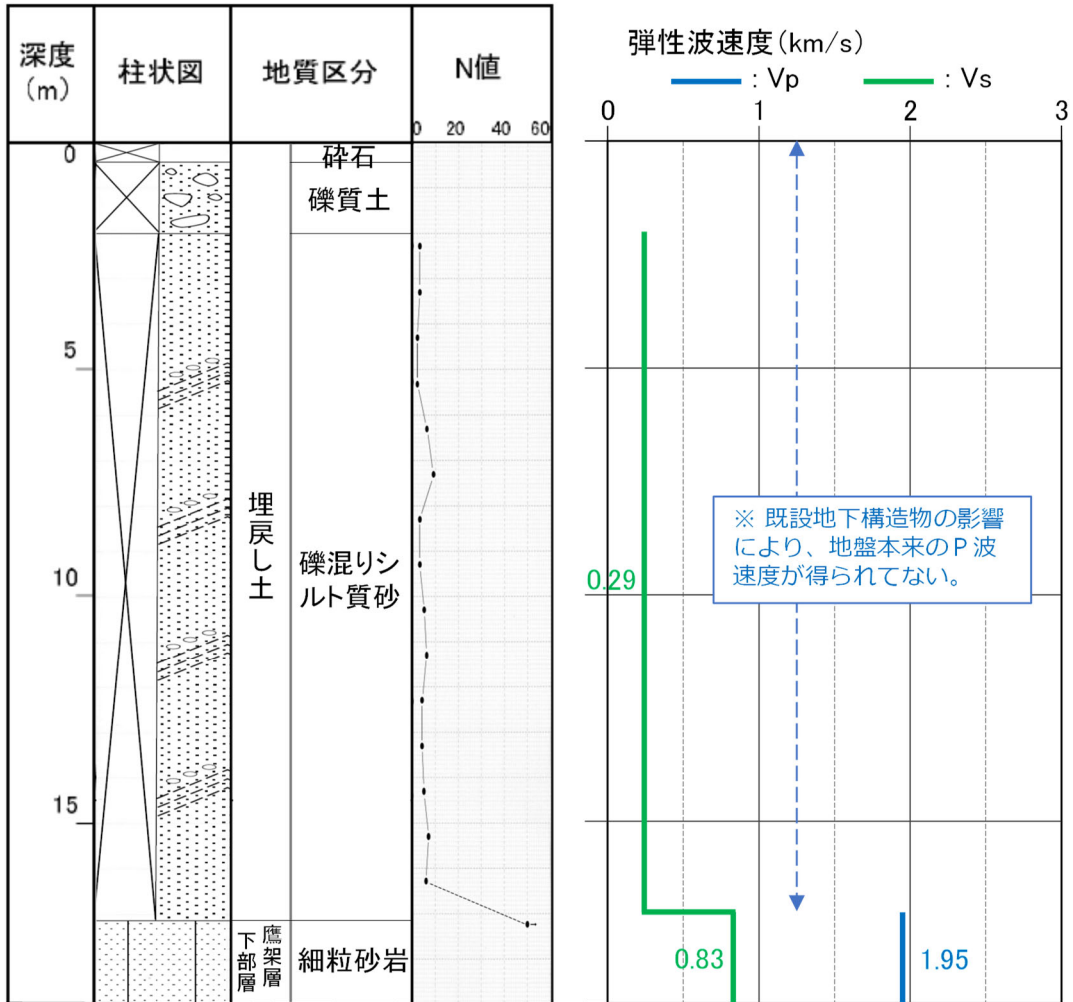 深度
(m)
柱状図
地質区分
N値
0 20 40 60
0
5
10
15
砕石
礫質土
埋戻し土
礫混りシ
ルト質砂
鷹架層
下部層
細粒砂岩
弾性波速度(km/s)
: Vp : Vs
0 1 2 3
※ 既設地下構造物の影響
により、地盤本来のP波
速度が得られてない。
0.29
0.83
1.95